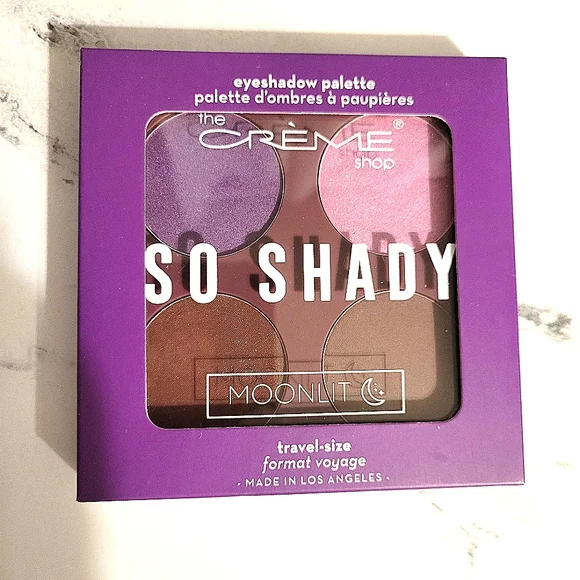 eyeshadow palette
palette d'ombres à paupières
the
CRÈME®
shop
SO SHADY
MOONLIT
travel-size
format voyage
- MADE IN LOS ANGELES -